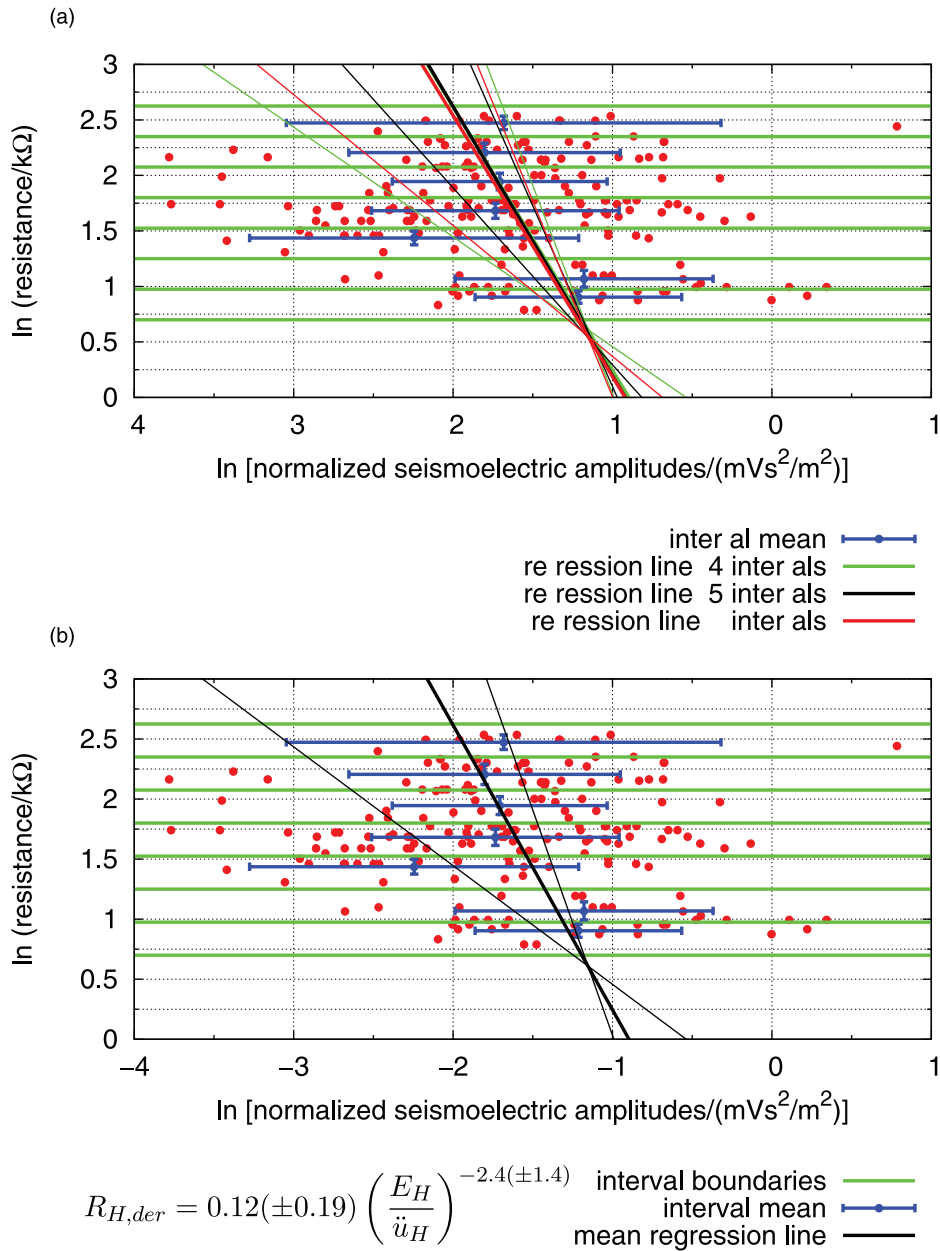 (a)
3
2.5
2
1.5
1
0.5
0
ln (resistance/kΩ)
4 3 2 1 0 1
ln [normalized seismoelectric amplitudes/(mVs²/m²)]
inter al mean
re ression line 4 inter als
re ression line 5 inter als
re ression line inter als
(b)
3
2.5
2
1.5
1
0.5
0
ln (resistance/kΩ)
−4 −3 −2 −1 0 1
ln [normalized seismoelectric amplitudes/(mVs²/m²)]
R_{H,der} = 0.12(±0.19) (E_H / ü_H)^{−2.4(±1.4)}
interval boundaries
interval mean
mean regression line